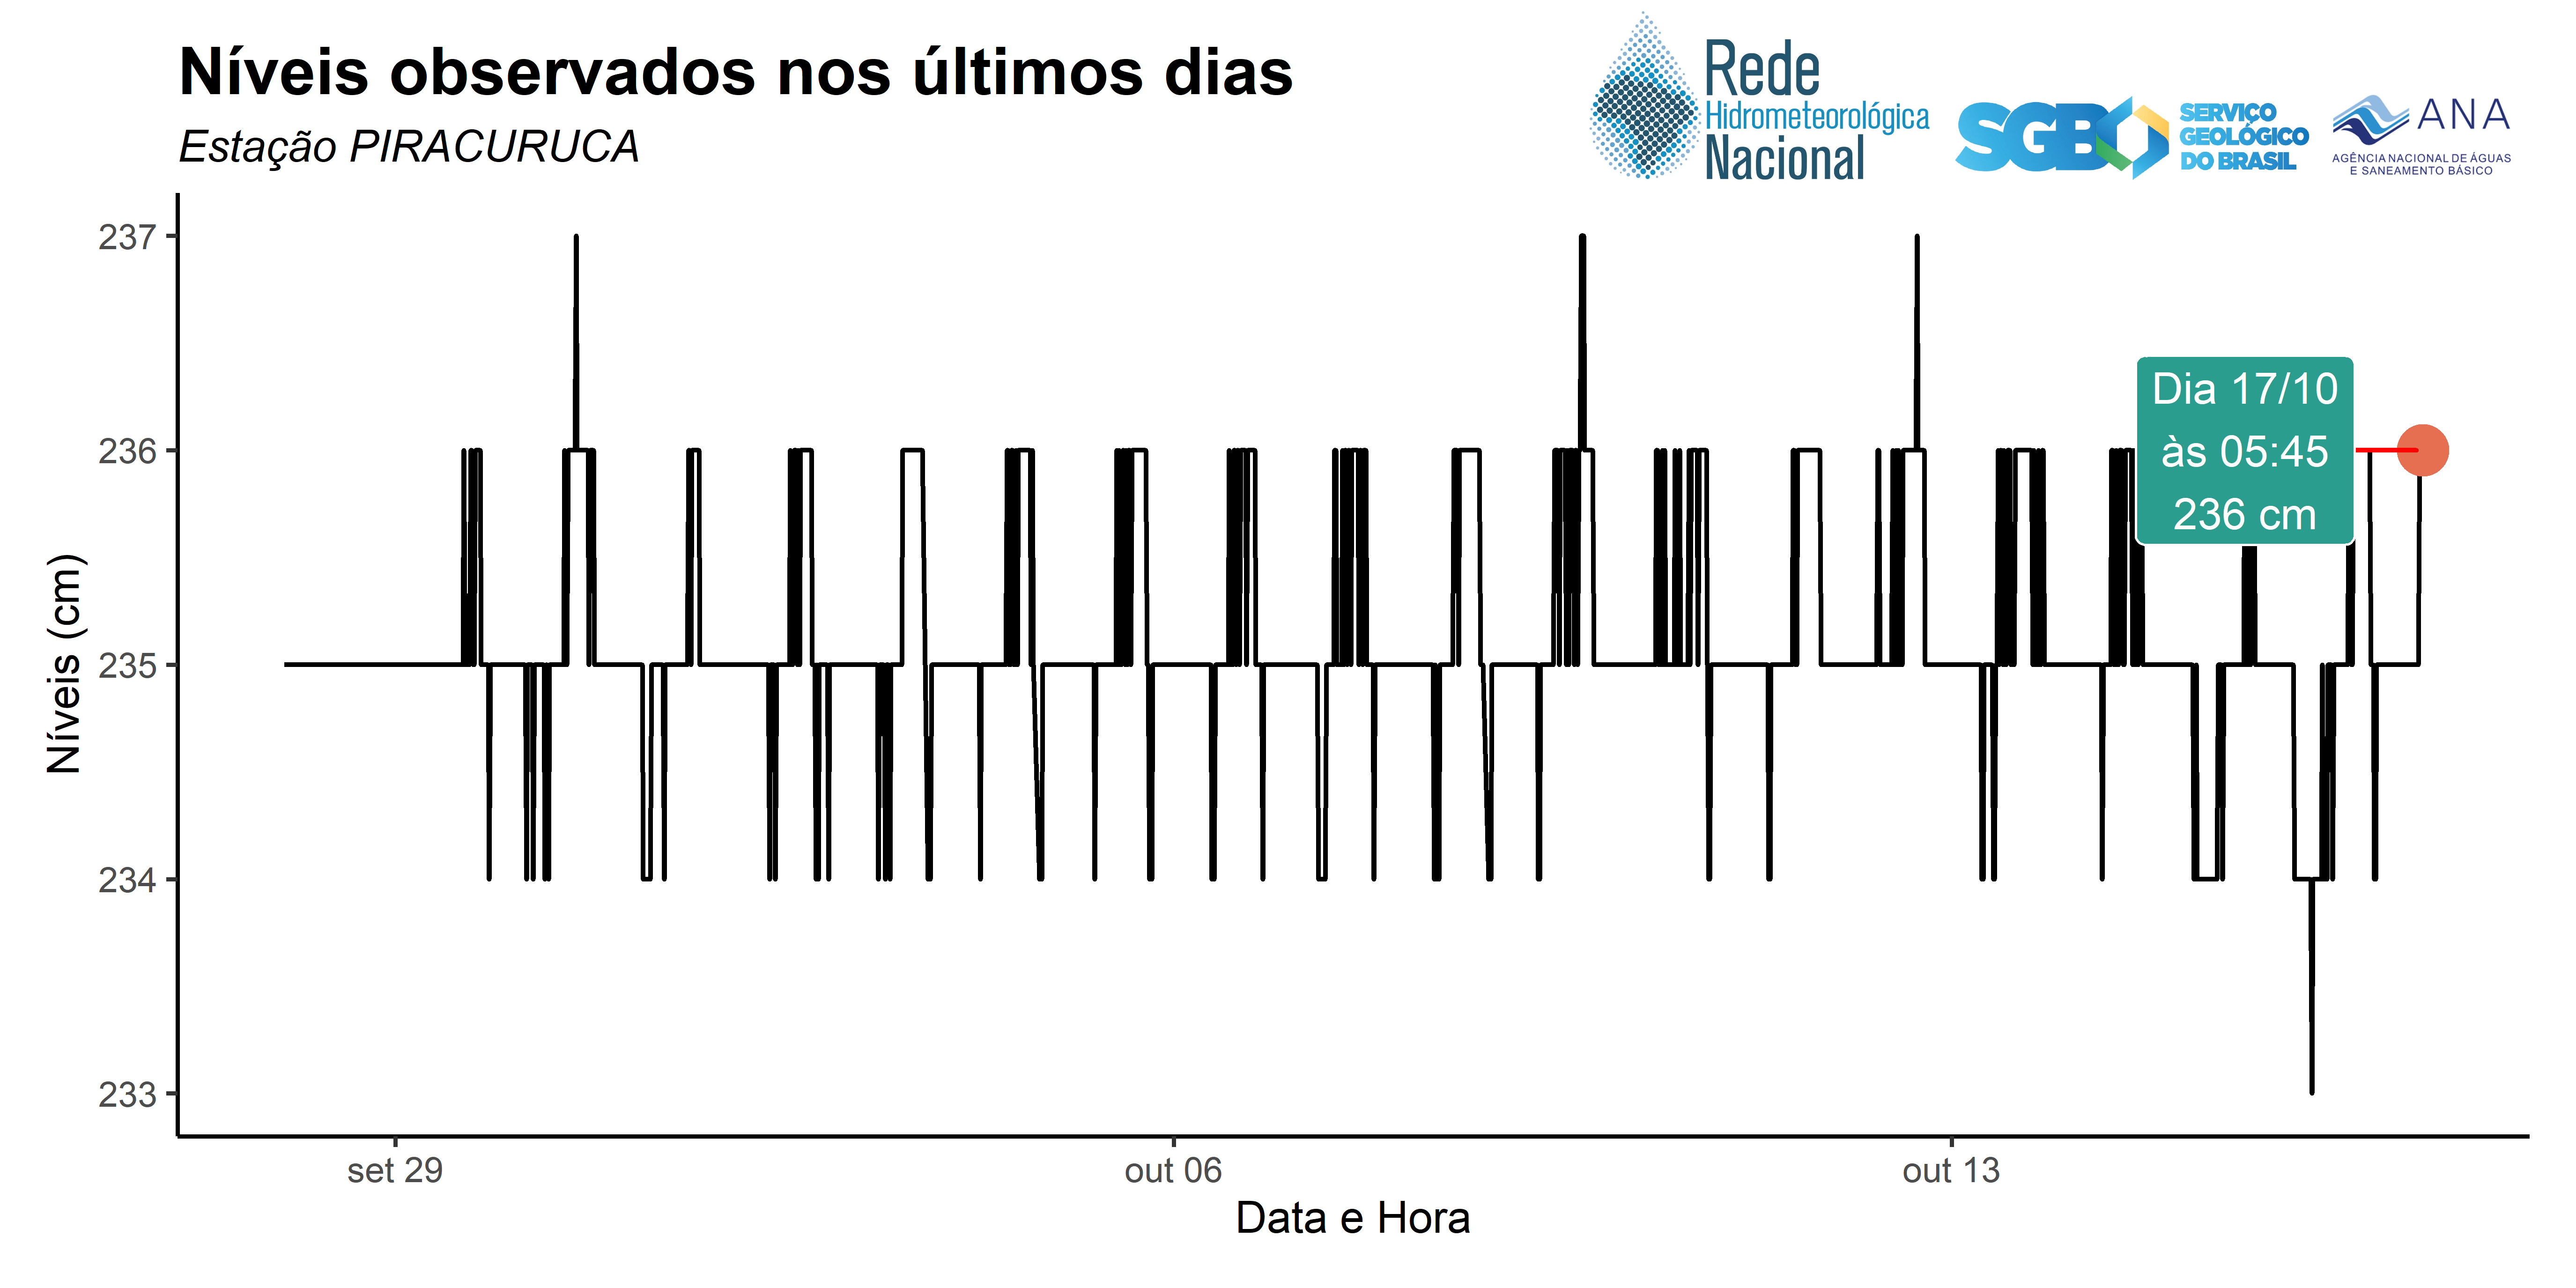 Níveis observados nos últimos dias
Estação PIRACURUCA
Rede
Hidrometeorológica
Nacional
SGB
SERVIÇO
GEOLÓGICO
DO BRASIL
ANA
AGÊNCIA NACIONAL DE ÁGUAS
E SANEAMENTO BÁSICO
237
236
235
234
233
Níveis (cm)
Dia 17/10
às 05:45
236 cm
set 29
out 06
out 13
Data e Hora